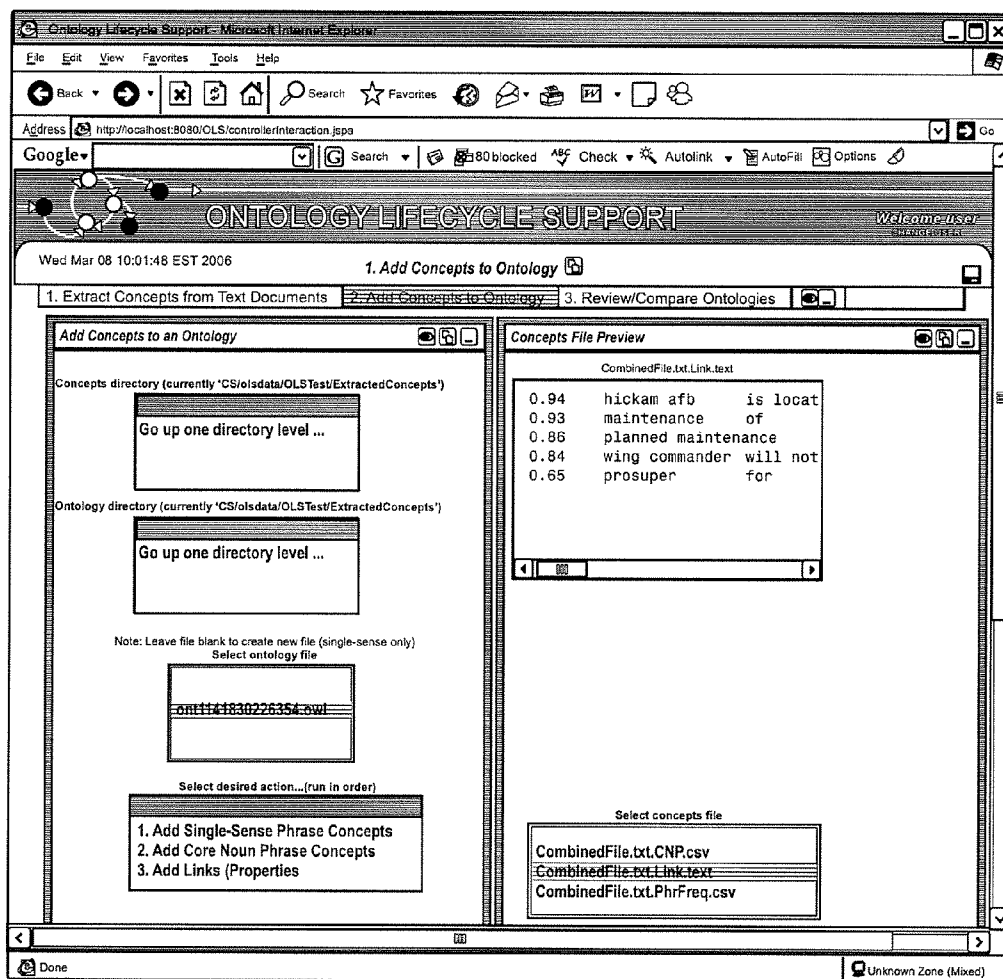 Ontology Lifecycle Support - Microsoft Internet Explorer
File Edit View Favorites Tools Help
Back Search Favorites W
Address http://localhost:8080/OLS/controllerInteraction.jspa Go
Google G Search 80 blocked ABC Check Autolink AutoFill Options
ONTOLOGY LIFECYCLE SUPPORT
Welcome user
Wed Mar 08 10:01:48 EST 2006
1. Add Concepts to Ontology
1. Extract Concepts from Text Documents 2. Add Concepts to Ontology 3. Review/Compare Ontologies
Add Concepts to an Ontology
Concepts directory (currently 'CS/olsdata/OLSTest/ExtractedConcepts')
Go up one directory level ...
Ontology directory (currently 'CS/olsdata/OLSTest/ExtractedConcepts')
Go up one directory level ...
Note: Leave file blank to create new file (single-sense only)
Select ontology file
ont1141830226354.owl
Select desired action...(run in order)
1. Add Single-Sense Phrase Concepts
2. Add Core Noun Phrase Concepts
3. Add Links (Properties
Concepts File Preview
CombinedFile.txt.Link.text
0.94 hickam afb is locat
0.93 maintenance of
0.86 planned maintenance
0.84 wing commander will not
0.65 prosuper for
Select concepts file
CombinedFile.txt.CNP.csv
CombinedFile.txt.Link.text
CombinedFile.txt.PhrFreq.csv
Done Unknown Zone (Mixed)